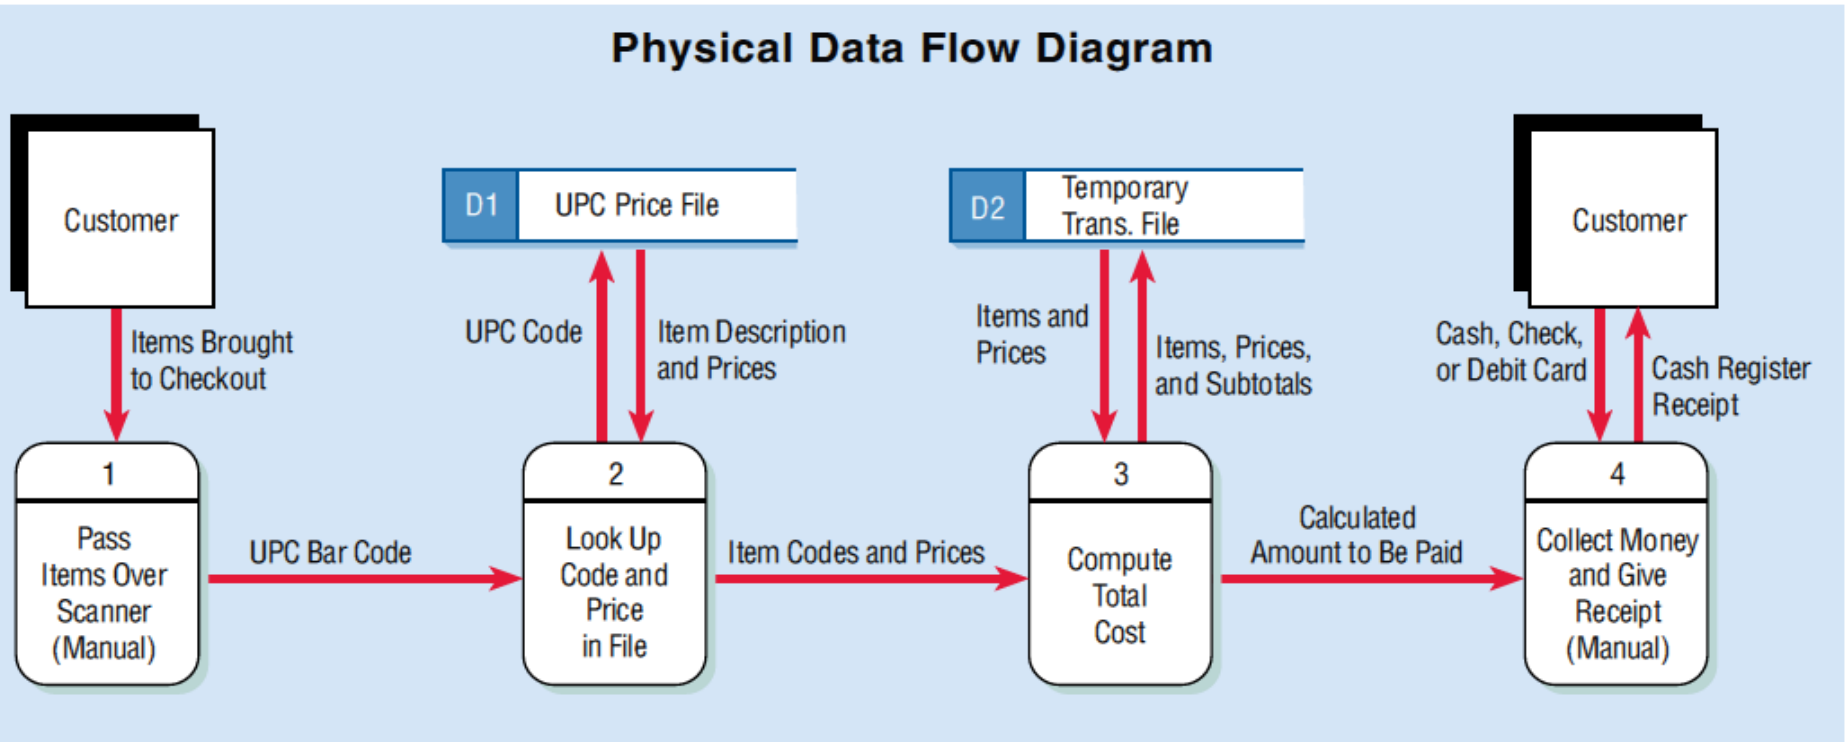 Physical Data Flow Diagram
Customer
D1
UPC Price File
D2
Temporary
Trans. File
Customer
Items Brought
to Checkout
UPC Code
Item Description
and Prices
Items and
Prices
Items, Prices,
and Subtotals
Cash, Check,
or Debit Card
Cash Register
Receipt
1
Pass
Items Over
Scanner
(Manual)
UPC Bar Code
2
Look Up
Code and
Price
in File
Item Codes and Prices
3
Compute
Total
Cost
Calculated
Amount to Be Paid
4
Collect Money
and Give
Receipt
(Manual)